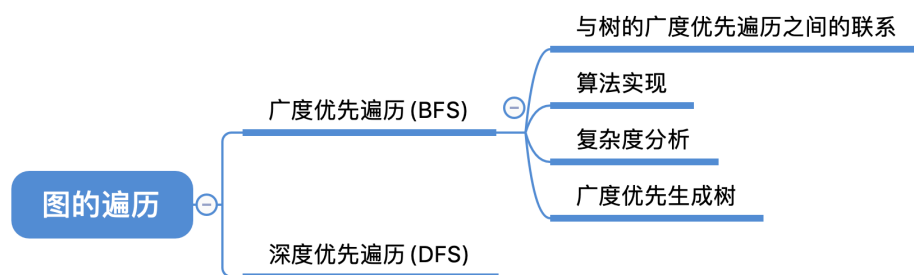 图的遍历
广度优先遍历(BFS)
与树的广度优先遍历之间的联系
算法实现
复杂度分析
广度优先生成树
深度优先遍历(DFS)